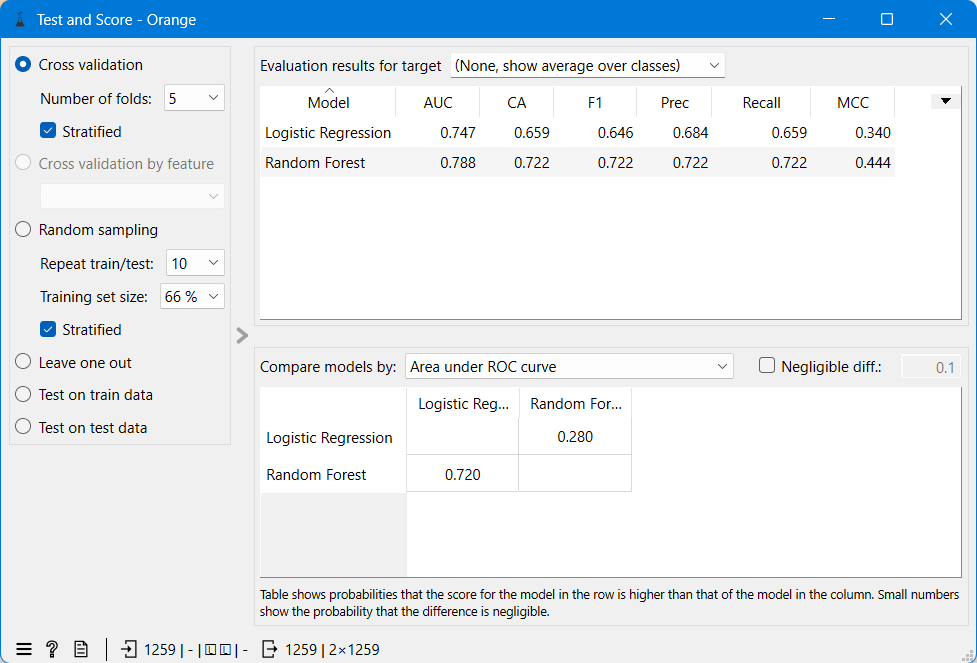 Test and Score - Orange
Cross validation
Number of folds: 5
Stratified
Cross validation by feature
Random sampling
Repeat train/test: 10
Training set size: 66 %
Stratified
Leave one out
Test on train data
Test on test data
Evaluation results for target (None, show average over classes)
Model AUC CA F1 Prec Recall MCC
Logistic Regression 0.747 0.659 0.646 0.684 0.659 0.340
Random Forest 0.788 0.722 0.722 0.722 0.722 0.444
Compare models by: Area under ROC curve Negligible diff.: 0.1
Logistic Reg... Random For...
Logistic Regression 0.280
Random Forest 0.720
Table shows probabilities that the score for the model in the row is higher than that of the model in the column. Small numbers
show the probability that the difference is negligible.
1259 | - | | - 1259 | 2×1259